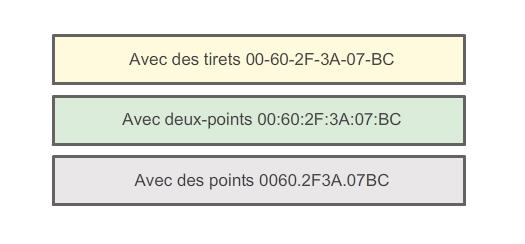 Avec des tirets 00-60-2F-3A-07-BC
Avec deux-points 00:60:2F:3A:07:BC
Avec des points 0060.2F3A.07BC